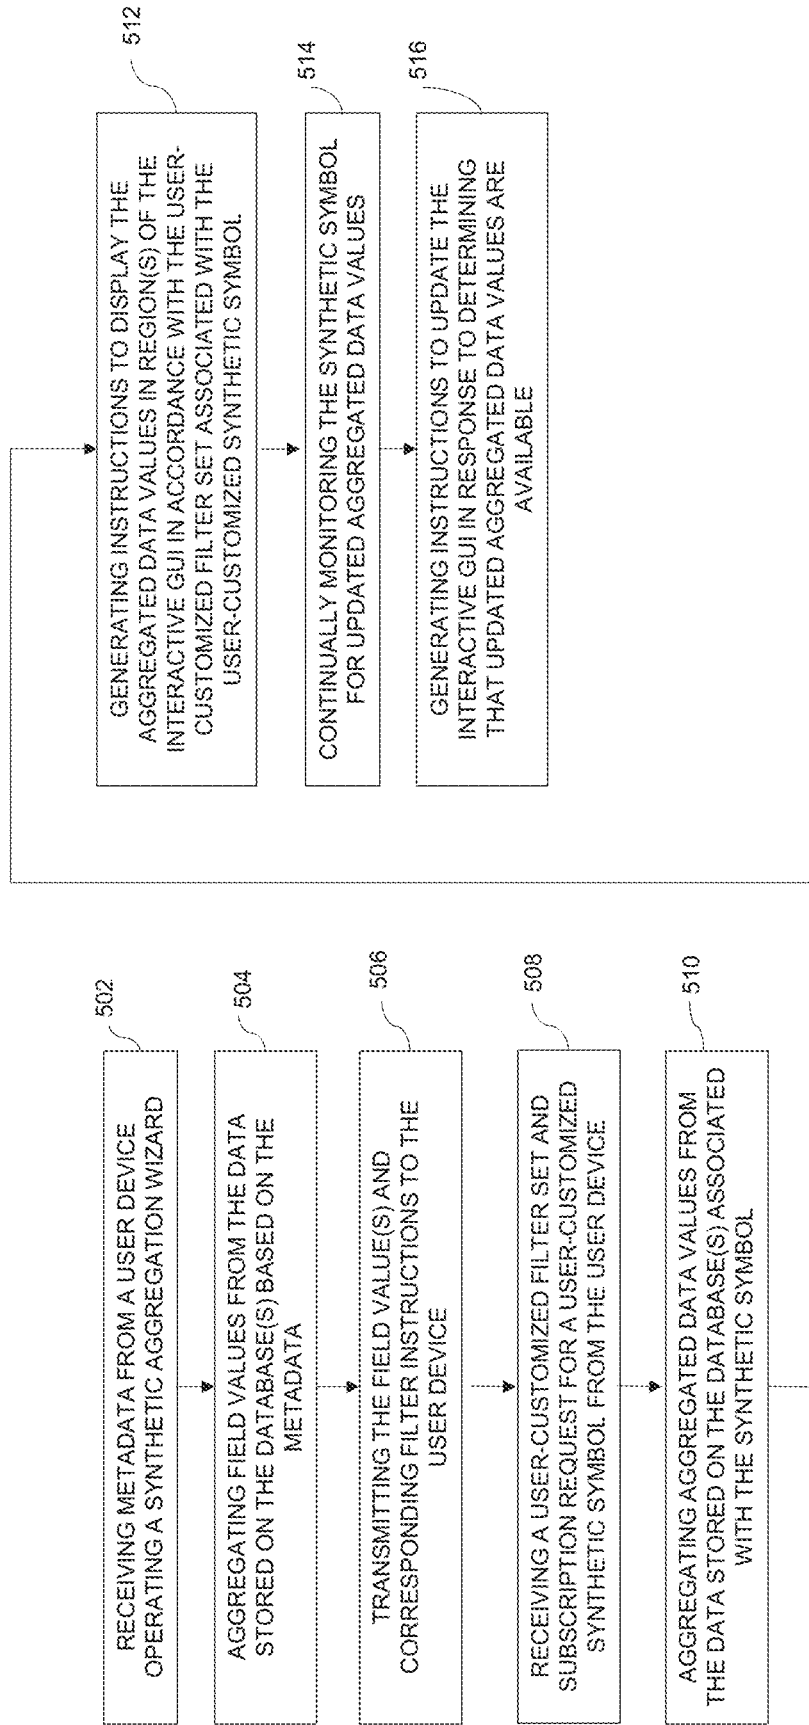 502
RECEIVING METADATA FROM A USER DEVICE
OPERATING A SYNTHETIC AGGREGATION WIZARD
504
AGGREGATING FIELD VALUES FROM THE DATA
STORED ON THE DATABASE(S) BASED ON THE
METADATA
506
TRANSMITTING THE FIELD VALUE(S) AND
CORRESPONDING FILTER INSTRUCTIONS TO THE
USER DEVICE
508
RECEIVING A USER-CUSTOMIZED FILTER SET AND
SUBSCRIPTION REQUEST FOR A USER-CUSTOMIZED
SYNTHETIC SYMBOL FROM THE USER DEVICE
510
AGGREGATING AGGREGATED DATA VALUES FROM
THE DATA STORED ON THE DATABASE(S) ASSOCIATED
WITH THE SYNTHETIC SYMBOL
512
GENERATING INSTRUCTIONS TO DISPLAY THE
AGGREGATED DATA VALUES IN REGION(S) OF THE
INTERACTIVE GUI IN ACCORDANCE WITH THE USER-
CUSTOMIZED FILTER SET ASSOCIATED WITH THE
USER-CUSTOMIZED SYNTHETIC SYMBOL
514
CONTINUALLY MONITORING THE SYNTHETIC SYMBOL
FOR UPDATED AGGREGATED DATA VALUES
516
GENERATING INSTRUCTIONS TO UPDATE THE
INTERACTIVE GUI IN RESPONSE TO DETERMINING
THAT UPDATED AGGREGATED DATA VALUES ARE
AVAILABLE